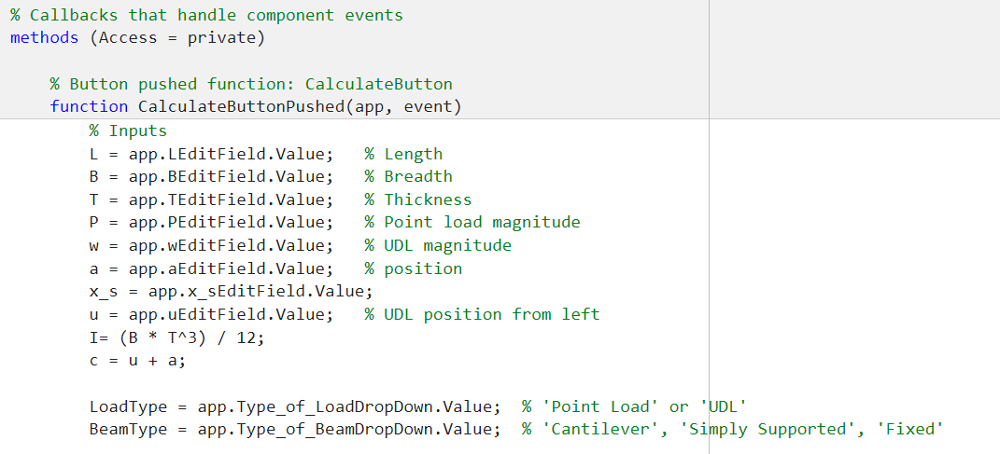 % Callbacks that handle component events
methods (Access = private)
% Button pushed function: CalculateButton
function CalculateButtonPushed(app, event)
% Inputs
L = app.LEditField.Value;   % Length
B = app.BEditField.Value;   % Breadth
T = app.TEditField.Value;   % Thickness
P = app.PEditField.Value;   % Point load magnitude
w = app.wEditField.Value;   % UDL magnitude
a = app.aEditField.Value;   % position
x_s = app.x_sEditField.Value;
u = app.uEditField.Value;   % UDL position from left
I= (B * T^3) / 12;
c = u + a;
LoadType = app.Type_of_LoadDropDown.Value;  % 'Point Load' or 'UDL'
BeamType = app.Type_of_BeamDropDown.Value;  % 'Cantilever', 'Simply Supported', 'Fixed'